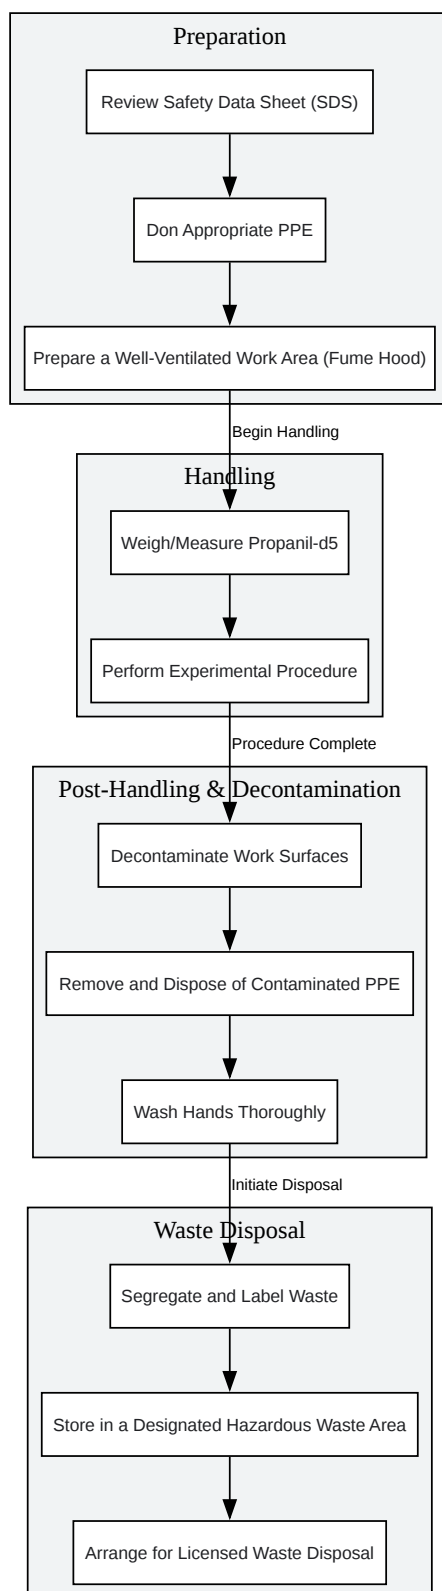 Preparation
Review Safety Data Sheet (SDS)
Don Appropriate PPE
Prepare a Well-Ventilated Work Area (Fume Hood)
Begin Handling
Handling
Weigh/Measure Propanil-d5
Perform Experimental Procedure
Procedure Complete
Post-Handling & Decontamination
Decontaminate Work Surfaces
Remove and Dispose of Contaminated PPE
Wash Hands Thoroughly
Initiate Disposal
Waste Disposal
Segregate and Label Waste
Store in a Designated Hazardous Waste Area
Arrange for Licensed Waste Disposal